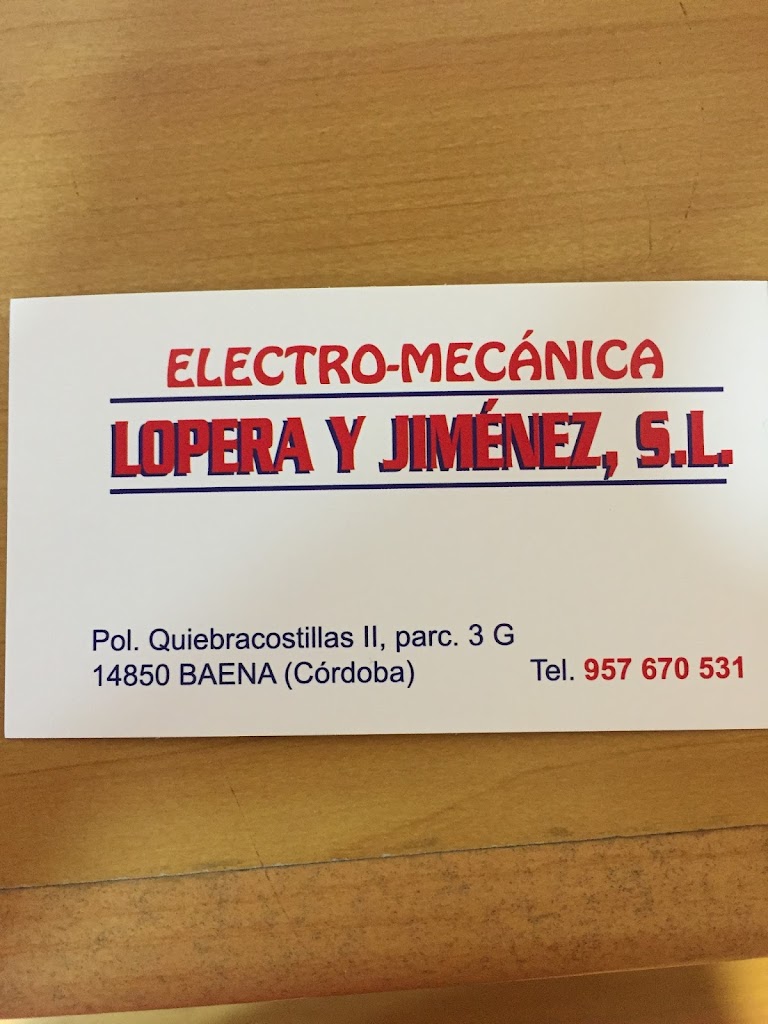 ELECTRO-MECÁNICA
LOPERA Y JIMÉNEZ, S.L.
Pol. Quiebracostillas II, parc. 3 G
14850 BAENA (Córdoba) Tel. 957 670 531